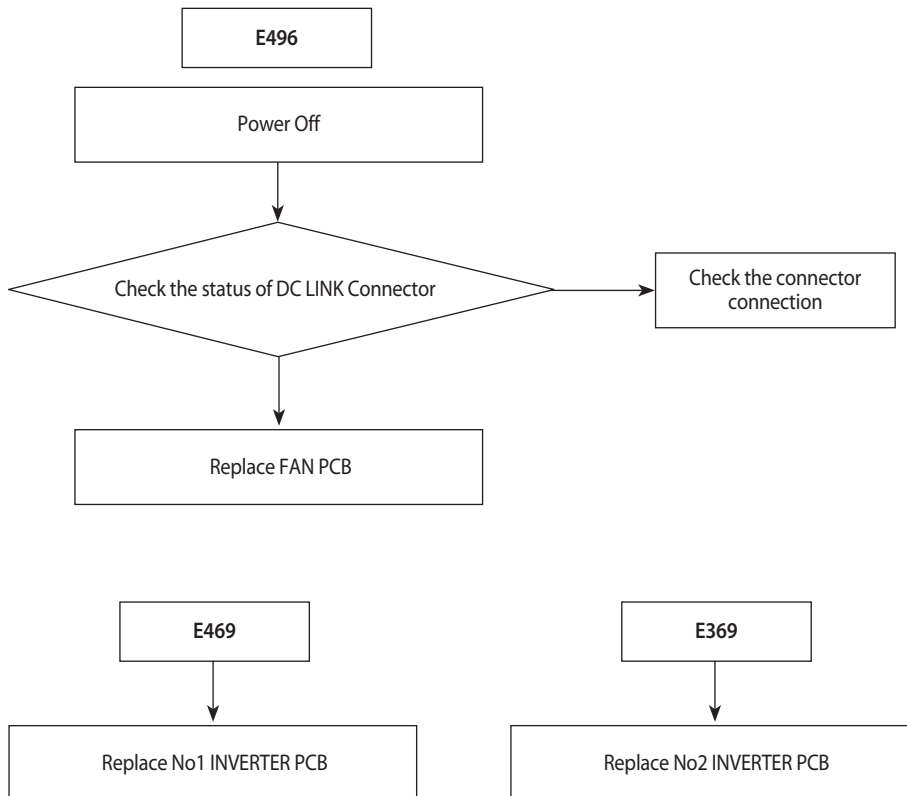 E496
Power Off
Check the status of DC LINK Connector
Check the connector
connection
Replace FAN PCB
E469
E369
Replace No1 INVERTER PCB
Replace No2 INVERTER PCB